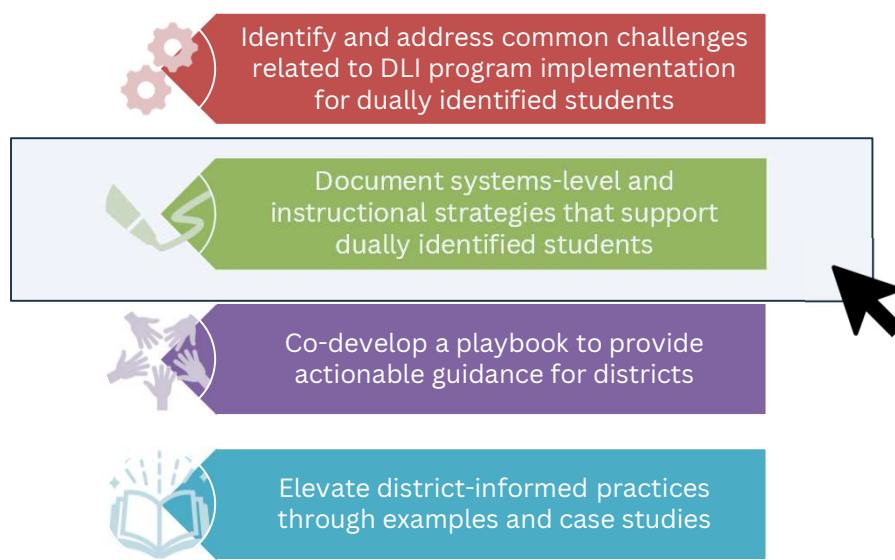 Identify and address common challenges
related to DLI program implementation
for dually identified students
Document systems-level and
instructional strategies that support
dually identified students
Co-develop a playbook to provide
actionable guidance for districts
Elevate district-informed practices
through examples and case studies